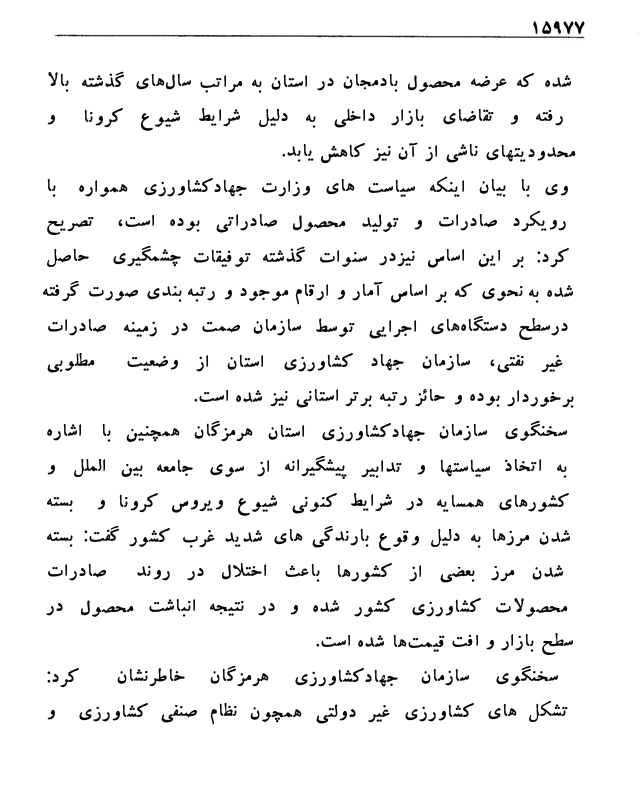 ۱۵۹۷۷
شده که عرضه محصول بادمجان در استان به مراتب سال‌های گذشته بالا
رفته و تقاضای بازار داخلی به دلیل شرایط شیوع کرونا و
محدودیتهای ناشی از آن نیز کاهش یابد.
وی با بیان اینکه سیاست های وزارت جهادکشاورزی همواره با
رویکرد صادرات و تولید محصول صادراتی بوده است، تصریح
کرد: بر این اساس نیزدر سنوات گذشته توفیقات چشمگیری حاصل
شده به نحوی که بر اساس آمار و ارقام موجود و رتبه بندی صورت گرفته
درسطح دستگاه‌های اجرایی توسط سازمان صمت در زمینه صادرات
غیر نفتی، سازمان جهاد کشاورزی استان از وضعیت مطلوبی
برخوردار بوده و حائز رتبه برتر استانی نیز شده است.
سخنگوی سازمان جهادکشاورزی استان هرمزگان همچنین با اشاره
به اتخاذ سیاستها و تدابیر پیشگیرانه از سوی جامعه بین الملل و
کشورهای همسایه در شرایط کنونی شیوع ویروس کرونا و بسته
شدن مرزها به دلیل وقوع بارندگی های شدید غرب کشور گفت: بسته
شدن مرز بعضی از کشورها باعث اختلال در روند صادرات
محصولات کشاورزی کشور شده و در نتیجه انباشت محصول در
سطح بازار و افت قیمت‌ها شده است.
سخنگوی سازمان جهادکشاورزی هرمزگان خاطرنشان کرد:
تشکل های کشاورزی غیر دولتی همچون نظام صنفی کشاورزی و